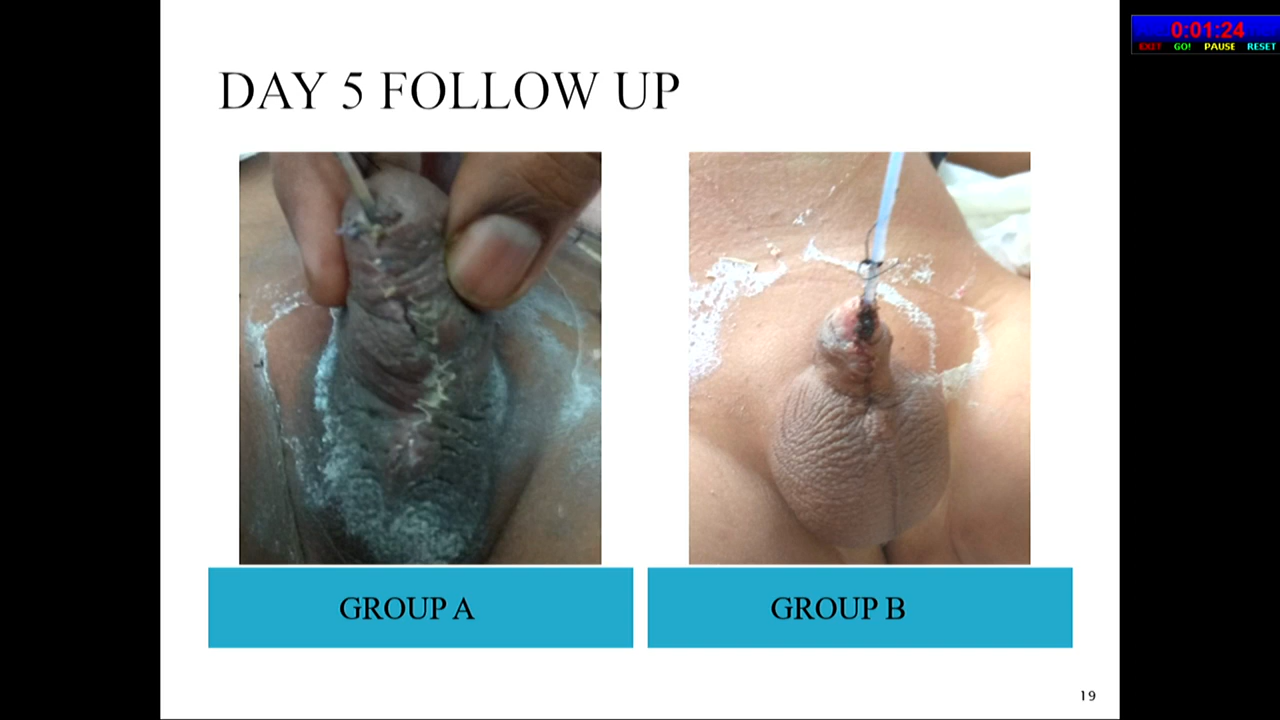 0:01:24
EXIT GO! PAUSE RESET
DAY 5 FOLLOW UP
GROUP A
GROUP B
19